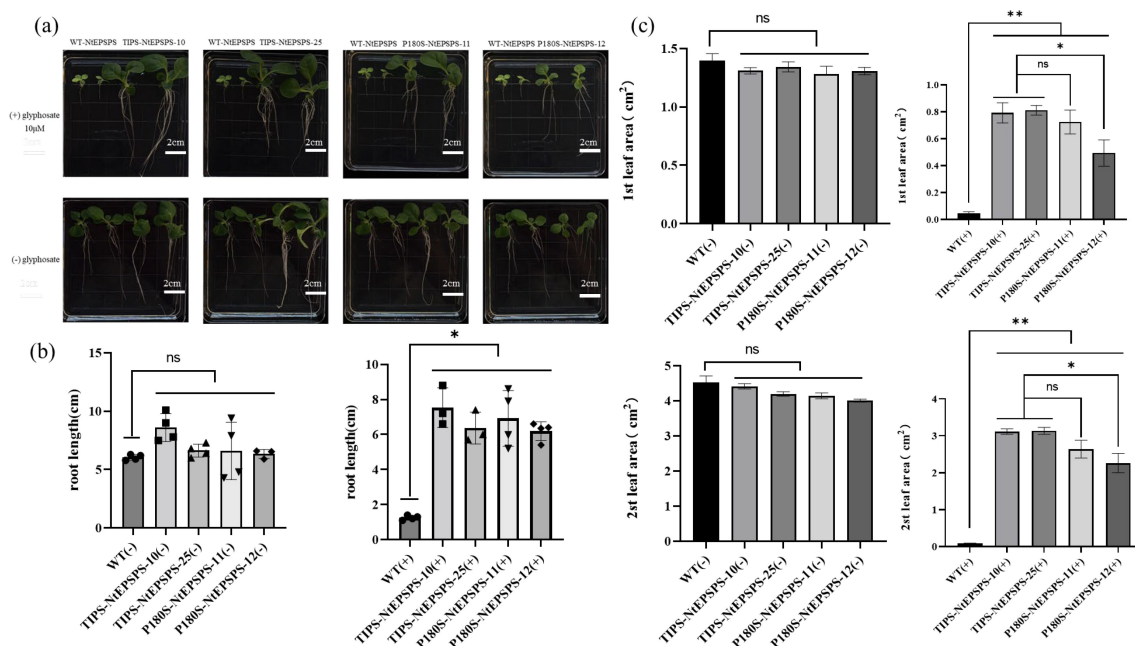 (a)
WT-NtEPSPS TIPS-NtEPSPS-10
WT-NtEPSPS TIPS-NtEPSPS-25
WT-NtEPSPS P180S-NtEPSPS-11
WT-NtEPSPS P180S-NtEPSPS-12
(+) glyphosate
10μM
2cm
2cm
2cm
2cm
(-) glyphosate
2cm
2cm
2cm
2cm
(b)
root length(cm)
15
10
5
0
ns
WT(-)
TIPS-NtEPSPS-10(-)
TIPS-NtEPSPS-25(-)
P180S-NtEPSPS-11(-)
P180S-NtEPSPS-12(-)
root length(cm)
10
8
6
4
2
0
*
WT(+)
TIPS-NtEPSPS-10(+)
TIPS-NtEPSPS-25(+)
P180S-NtEPSPS-11(+)
P180S-NtEPSPS-12(+)
(c)
1st leaf area( cm²)
1.5
1.0
0.5
0.0
ns
WT(-)
TIPS-NtEPSPS-10(-)
TIPS-NtEPSPS-25(-)
P180S-NtEPSPS-11(-)
P180S-NtEPSPS-12(-)
1st leaf area( cm²)
1.0
0.8
0.6
0.4
0.2
0.0
**
*
ns
WT(+)
TIPS-NtEPSPS-10(+)
TIPS-NtEPSPS-25(+)
P180S-NtEPSPS-11(+)
P180S-NtEPSPS-12(+)
2st leaf area( cm²)
5
4
3
2
1
0
ns
WT(-)
TIPS-NtEPSPS-10(-)
TIPS-NtEPSPS-25(-)
P180S-NtEPSPS-11(-)
P180S-NtEPSPS-12(-)
2st leaf area( cm²)
4
3
2
1
0
**
*
ns
WT(+)
TIPS-NtEPSPS-10(+)
TIPS-NtEPSPS-25(+)
P180S-NtEPSPS-11(+)
P180S-NtEPSPS-12(+)